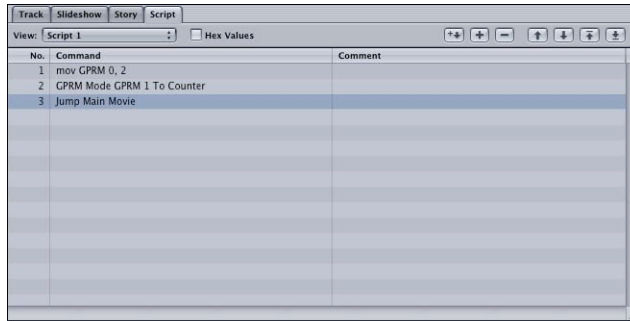 Track Slideshow Story Script
View: Script 1 Hex Values
No. Command Comment
1 mov GPRM 0, 2
2 GPRM Mode GPRM 1 To Counter
3 Jump Main Movie